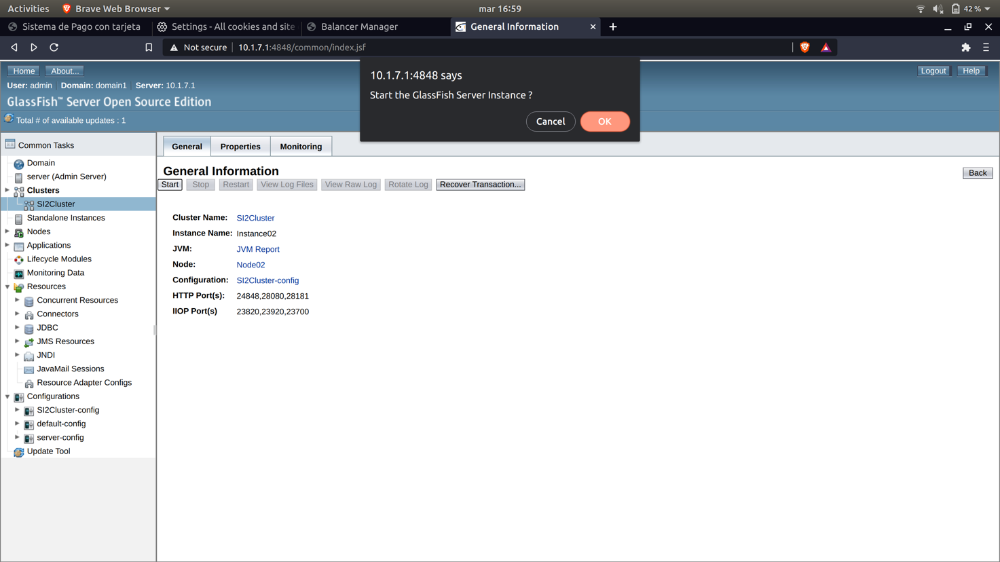 Activities Brave Web Browser mar 16:59 42 %
Sistema de Pago con tarjeta Settings - All cookies and site Balancer Manager General Information
Not secure 10.1.7.1:4848/common/index.jsf
10.1.7.1:4848 says
Start the GlassFish Server Instance ?
Cancel OK
Home About... Logout Help
User: admin Domain: domain1 Server: 10.1.7.1
GlassFish™ Server Open Source Edition
Total # of available updates : 1
Common Tasks
Domain
server (Admin Server)
Clusters
SI2Cluster
Standalone Instances
Nodes
Applications
Lifecycle Modules
Monitoring Data
Resources
Concurrent Resources
Connectors
JDBC
JMS Resources
JNDI
JavaMail Sessions
Resource Adapter Configs
Configurations
SI2Cluster-config
default-config
server-config
Update Tool
General Properties Monitoring
General Information
Back
Start Stop Restart View Log Files View Raw Log Rotate Log Recover Transaction...
Cluster Name: SI2Cluster
Instance Name: Instance02
JVM: JVM Report
Node: Node02
Configuration: SI2Cluster-config
HTTP Port(s): 24848,28080,28181
IIOP Port(s) 23820,23920,23700